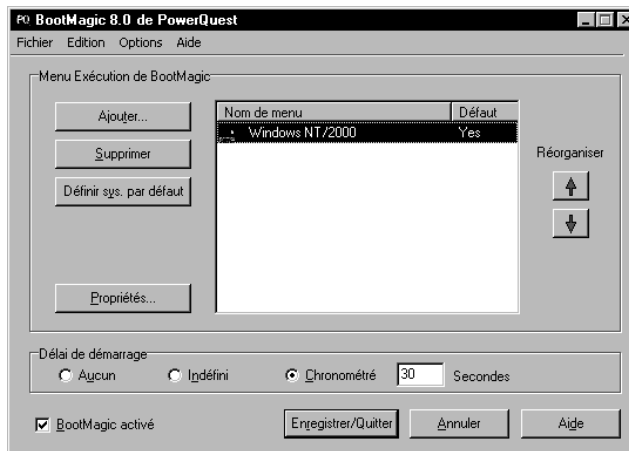 PQ BootMagic 8.0 de PowerQuest
Fichier Edition Options Aide
Menu Exécution de BootMagic
Ajouter...
Supprimer
Définir sys. par défaut
Propriétés...
Nom de menu Défaut
Windows NT/2000 Yes
Réorganiser
Délai de démarrage
Aucun Indéfini Chronométré 30 Secondes
BootMagic activé Enregistrer/Quitter Annuler Aide